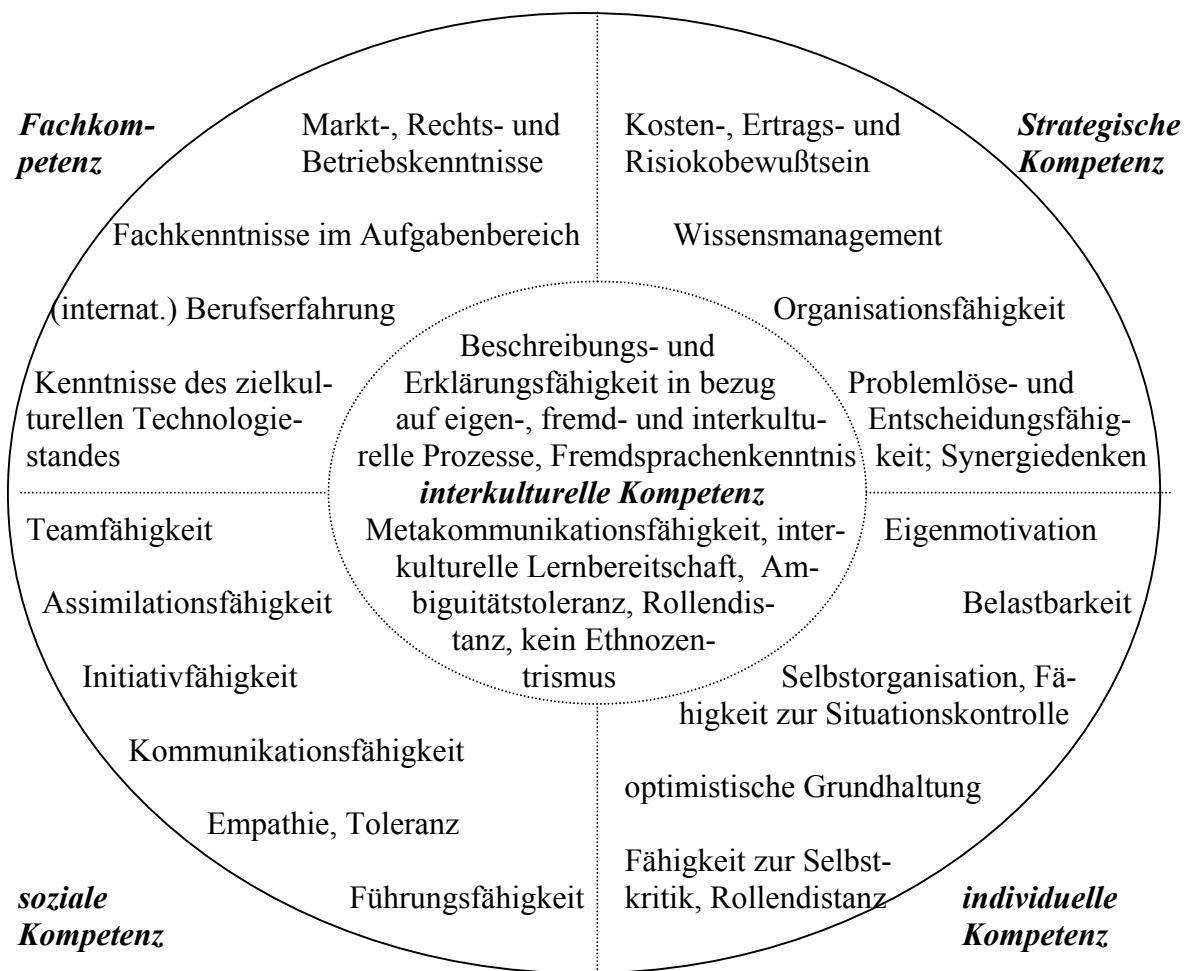 Fachkom-
petenz
Markt-, Rechts- und
Betriebskenntnisse
Fachkenntnisse im Aufgabenbereich
(internat.) Berufserfahrung
Kenntnisse des zielkul-
turellen Technologie-
standes
Kosten-, Ertrags- und
Risiokobewußtsein
Strategische
Kompetenz
Wissensmanagement
Organisationsfähigkeit
Problemlöse- und
Entscheidungsfähig-
keit; Synergiedenken
Beschreibungs- und
Erklärungsfähigkeit in bezug
auf eigen-, fremd- und interkultu-
relle Prozesse, Fremdsprachenkenntnis
interkulturelle Kompetenz
Metakommunikationsfähigkeit, inter-
kulturelle Lernbereitschaft, Am-
biguitätstoleranz, Rollendis-
tanz, kein Ethnozen-
trismus
Teamfähigkeit
Assimilationsfähigkeit
Initiativfähigkeit
Kommunikationsfähigkeit
Empathie, Toleranz
Führungsfähigkeit
soziale
Kompetenz
Eigenmotivation
Belastbarkeit
Selbstorganisation, Fä-
higkeit zur Situationskontrolle
optimistische Grundhaltung
Fähigkeit zur Selbst-
kritik, Rollendistanz
individuelle
Kompetenz